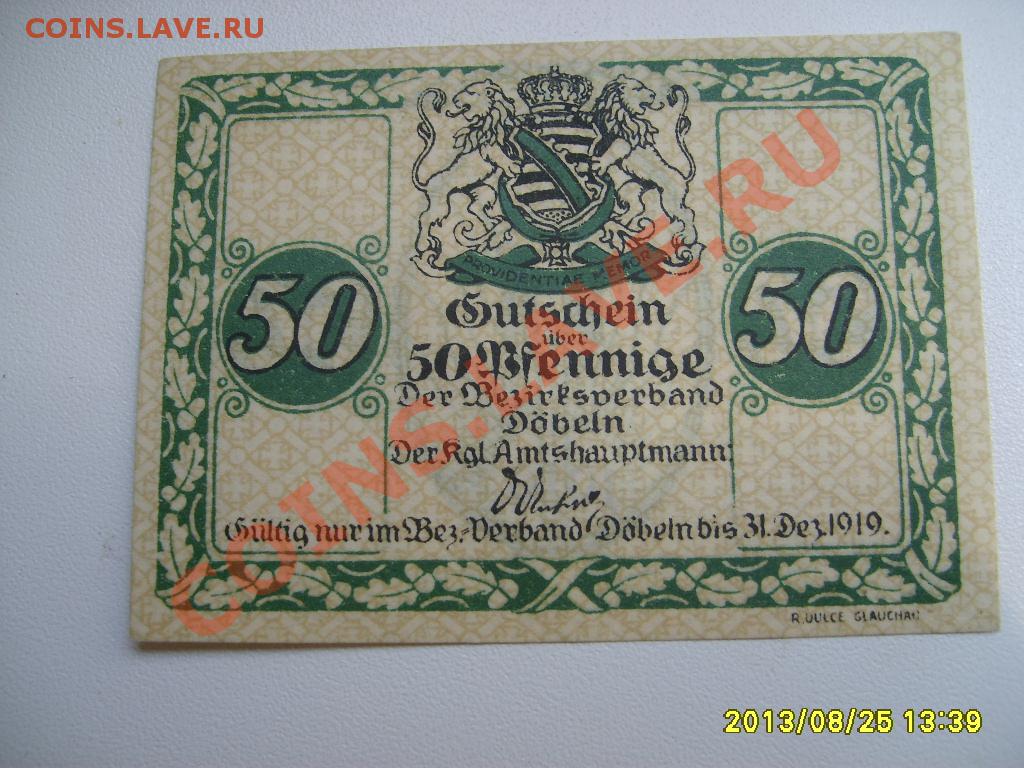 COINS.LAVE.RU
PROVIDENTIAE MEMOR
Gutschein
über
50 Pfennige
50
50
Der Bezirksverband
Döbeln
Der Kgl. Amtshauptmann:
Gültig nur im Bez.-Verband Döbeln bis 31. Dez. 1919.
R. DULCE GLAUCHAU
COINS.LAVE.RU
2013/08/25 13:39